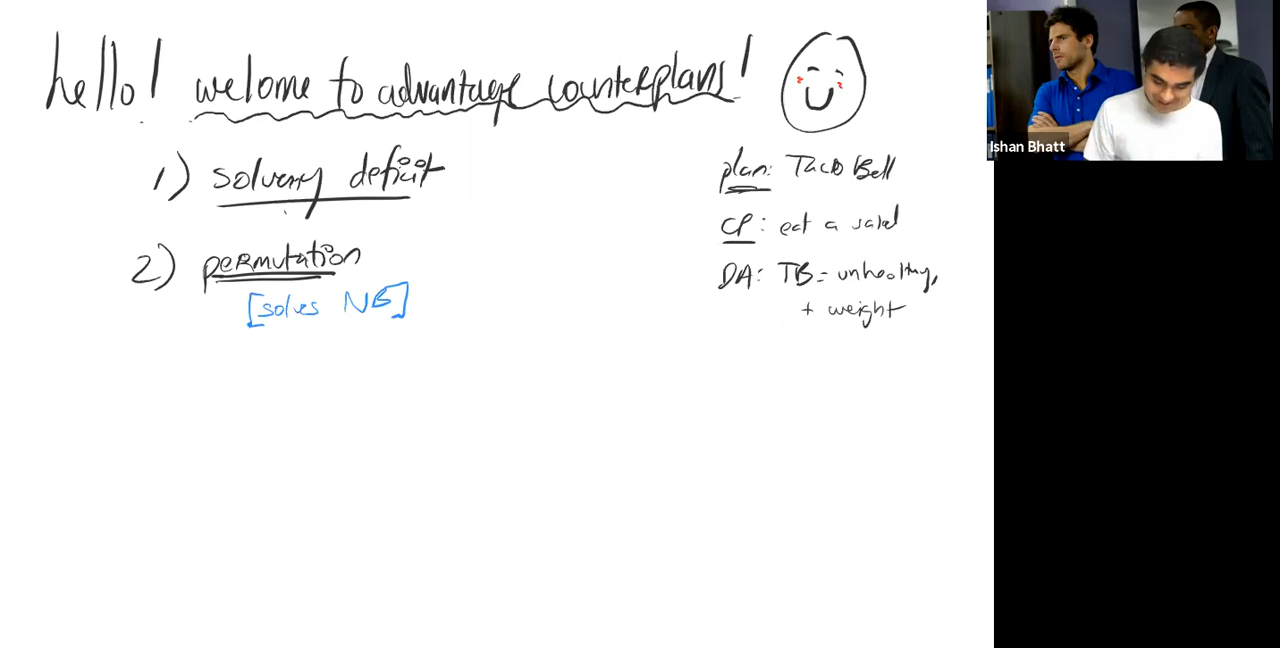 hello! welome to advantage counterplans!
1) solvency deficit
2) permutation
[solves NB]
plan: Taco Bell
CP: eat a salad
DA: TB = unhealthy,
+ weight
Ishan Bhatt